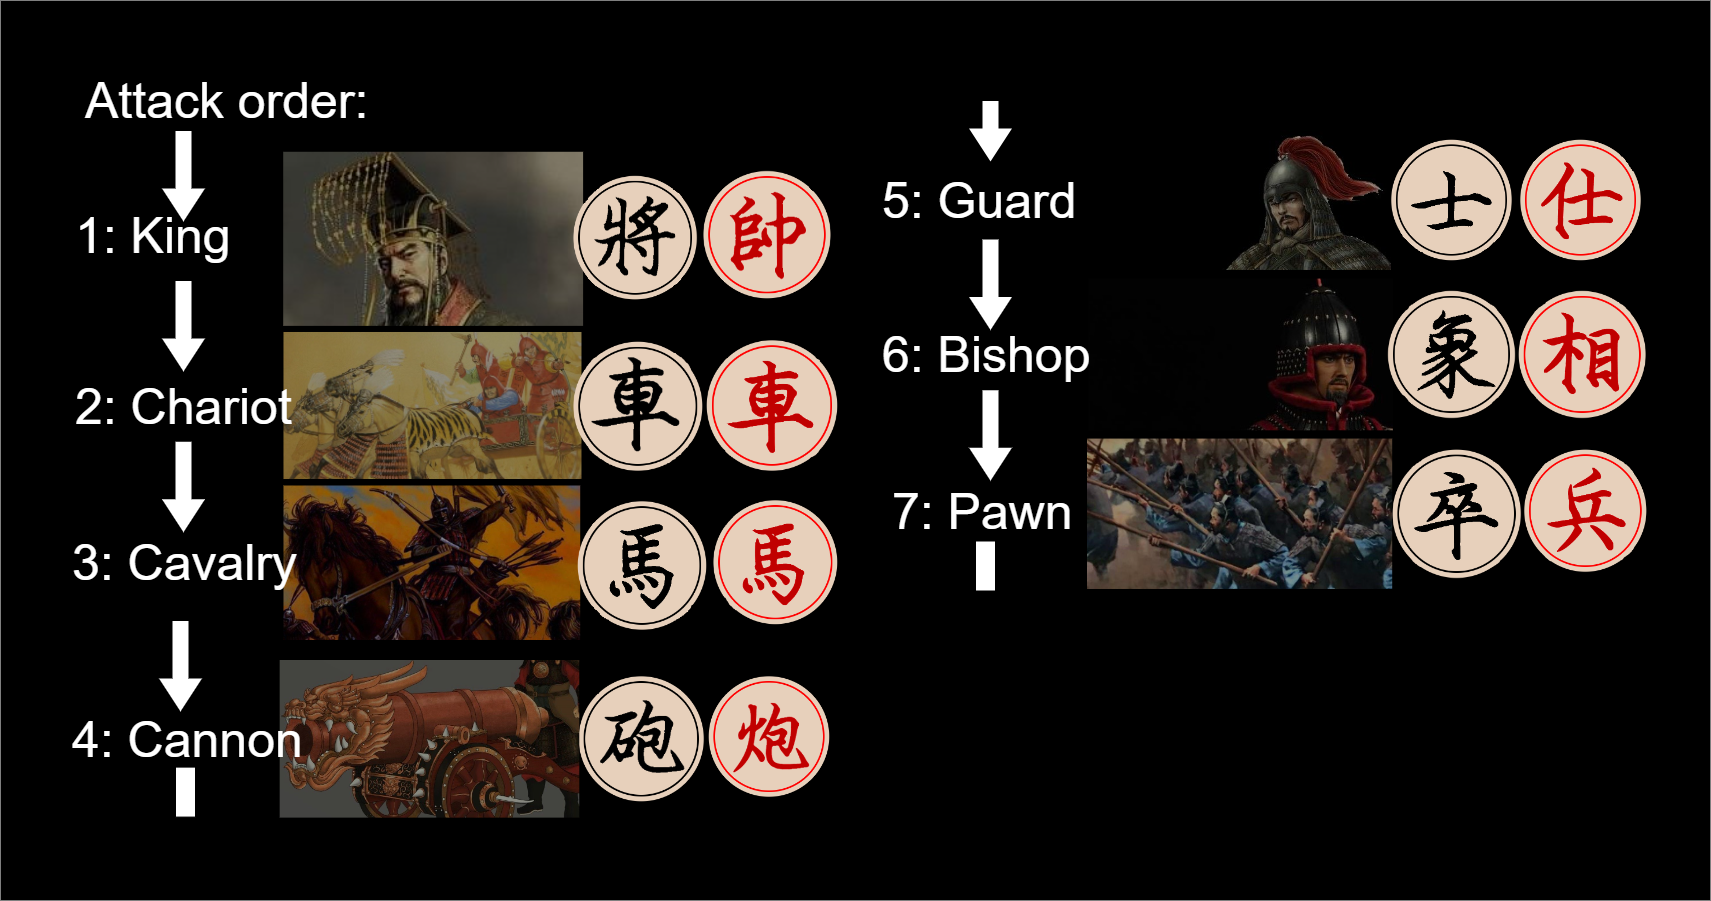 Attack order:
1: King 將 帥
2: Chariot 車 車
3: Cavalry 馬 馬
4: Cannon 砲 炮
5: Guard 士 仕
6: Bishop 象 相
7: Pawn 卒 兵